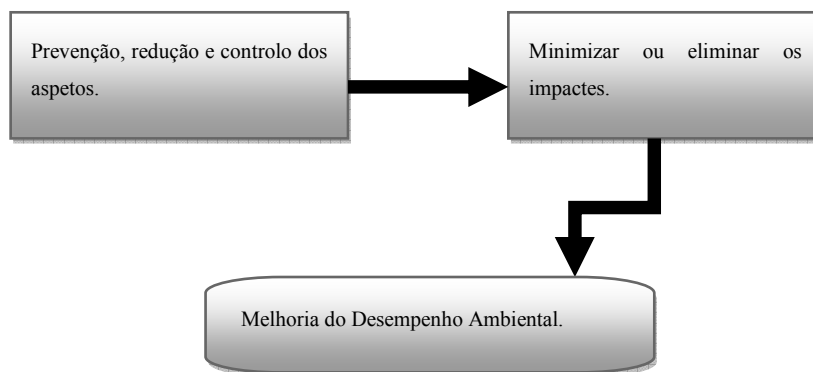 Prevenção, redução e controlo dos
aspetos.
Minimizar ou eliminar os
impactes.
Melhoria do Desempenho Ambiental.